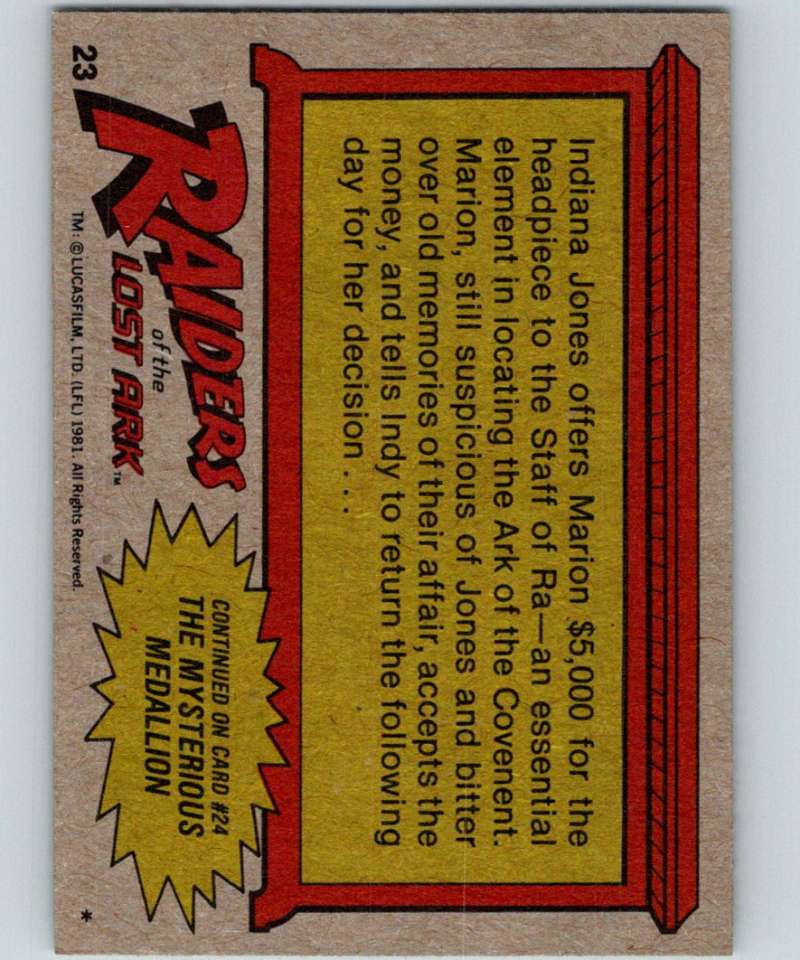 Indiana Jones offers Marion $5,000 for the
headpiece to the Staff of Ra—an essential
element in locating the Ark of the Covenent.
Marion, still suspicious of Jones and bitter
over old memories of their affair, accepts the
money, and tells Indy to return the following
day for her decision . . .
RAIDERS
of the
LOST ARK™
CONTINUED ON CARD #24
THE MYSTERIOUS
MEDALLION
23
TM: © LUCASFILM, LTD. (LFL) 1981. All Rights Reserved.
*